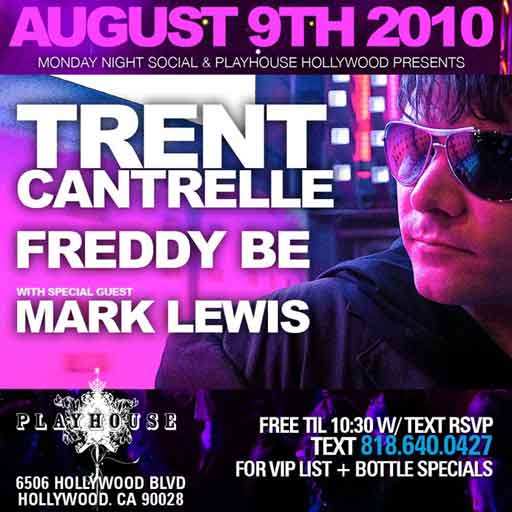 AUGUST 9TH 2010
MONDAY NIGHT SOCIAL & PLAYHOUSE HOLLYWOOD PRESENTS
TRENT
CANTRELLE
FREDDY BE
WITH SPECIAL GUEST
MARK LEWIS
PLAYHOUSE
6506 HOLLYWOOD BLVD
HOLLYWOOD. CA 90028
FREE TIL 10:30 W/ TEXT RSVP
TEXT 818.640.0427
FOR VIP LIST + BOTTLE SPECIALS